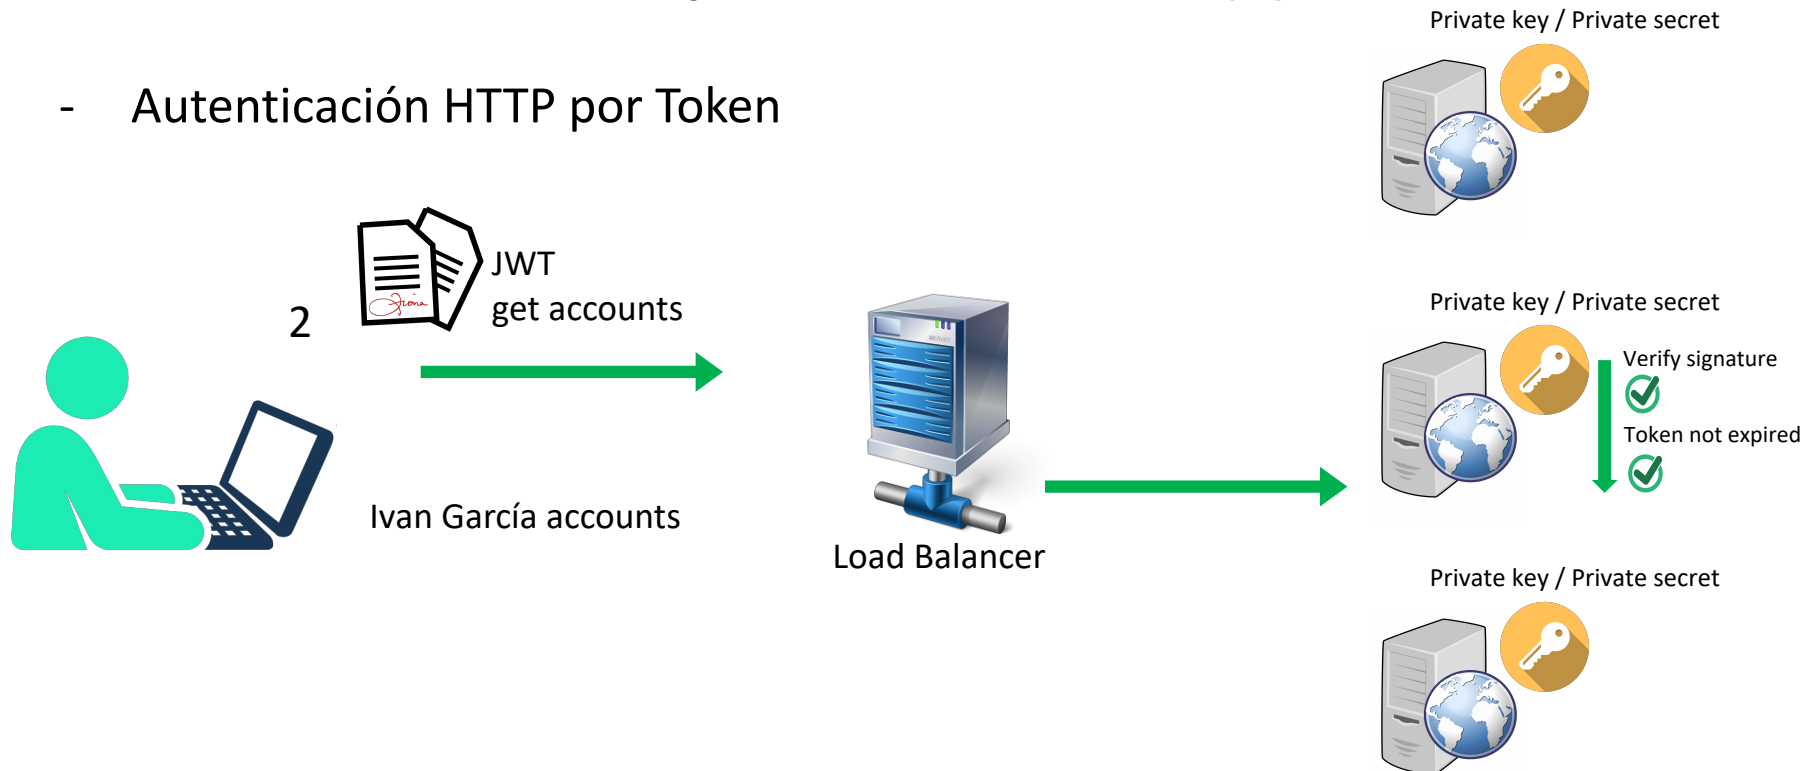 Private key / Private secret
- Autenticación HTTP por Token
JWT
get accounts
2
Private key / Private secret
Verify signature
Token not expired
Ivan García accounts
Load Balancer
Private key / Private secret